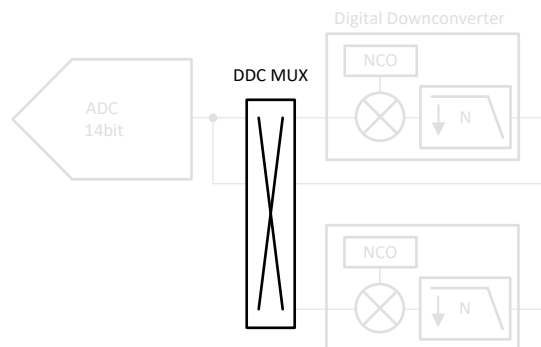 Digital Downconverter
NCO
DDC MUX
ADC
14bit
N
NCO
N